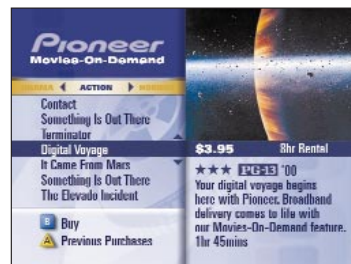 Pioneer
Movies-On-Demand
DRAMA ACTION HORROR
Contact
Something Is Out There
Terminator
Digital Voyage
It Came From Mars
Something Is Out There
The Elevado Incident
B Buy
A Previous Purchases
$3.95 8hr Rental
★★★ PG-13 '00
Your digital voyage begins
here with Pioneer. Broadband
delivery comes to life with
our Movies-On-Demand feature.
1hr 45mins